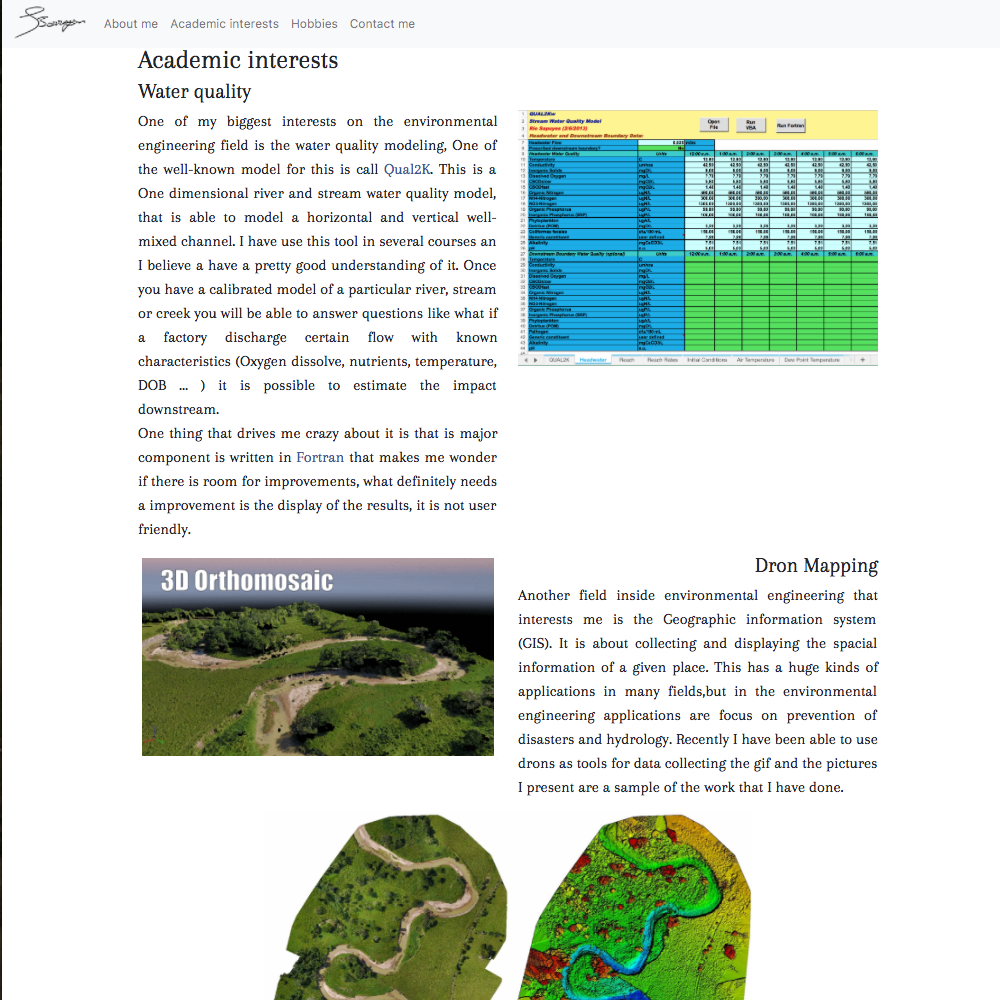 About me Academic interests Hobbies Contact me
Academic interests
Water quality
One of my biggest interests on the environmental
engineering field is the water quality modeling, One of
the well-known model for this is call Qual2K. This is a
One dimensional river and stream water quality model,
that is able to model a horizontal and vertical well-
mixed channel. I have use this tool in several courses an
I believe a have a pretty good understanding of it. Once
you have a calibrated model of a particular river, stream
or creek you will be able to answer questions like what if
a factory discharge certain flow with known
characteristics (Oxygen dissolve, nutrients, temperature,
DOB ... ) it is possible to estimate the impact
downstream.
One thing that drives me crazy about it is that is major
component is written in Fortran that makes me wonder
if there is room for improvements, what definitely needs
a improvement is the display of the results, it is not user
friendly.
QUAL2Kw
Stream Water Quality Model
Headwater and Downstream Boundary Data:
Open File
Run VBA
Run Fortran
QUAL2K Headwater Reach Reach Rates Initial Conditions Air Temperature Dew Point Temperature
3D Orthomosaic
Dron Mapping
Another field inside environmental engineering that
interests me is the Geographic information system
(GIS). It is about collecting and displaying the spacial
information of a given place. This has a huge kinds of
applications in many fields,but in the environmental
engineering applications are focus on prevention of
disasters and hydrology. Recently I have been able to use
drons as tools for data collecting the gif and the pictures
I present are a sample of the work that I have done.